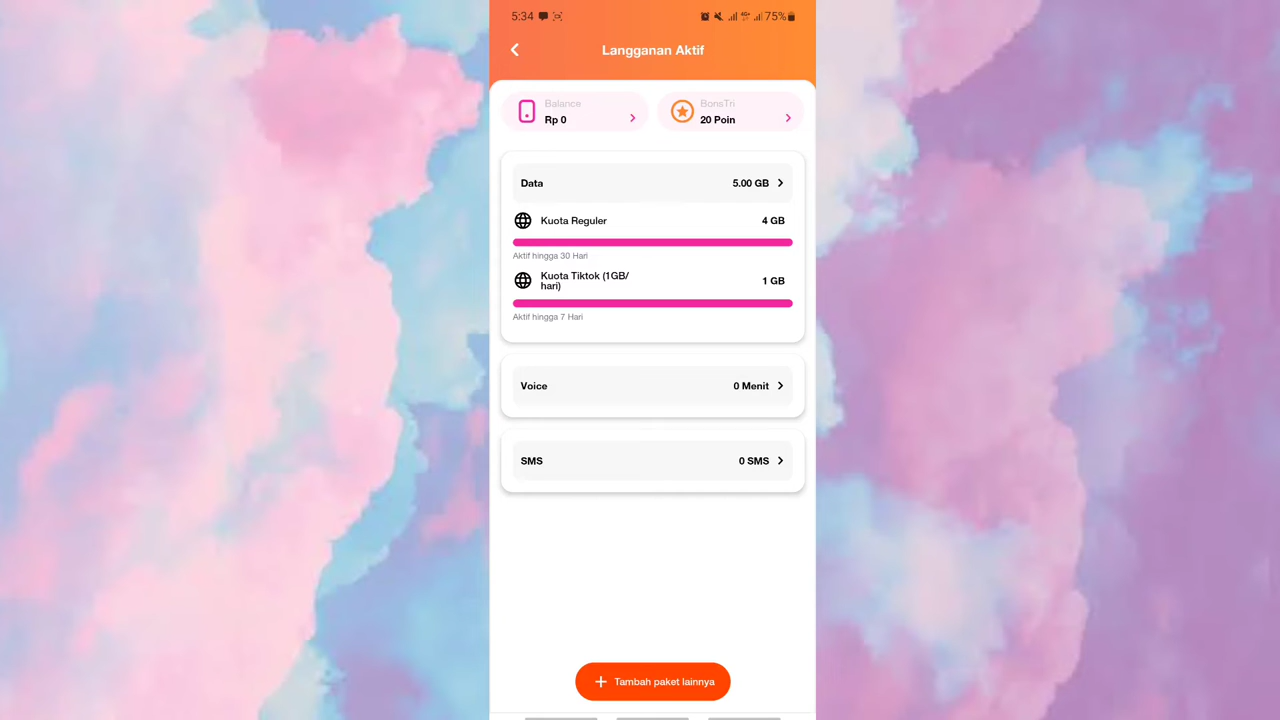 5:34
4G
75%
Langganan Aktif
Balance
Rp 0
BonsTri
20 Poin
Data 5.00 GB
Kuota Reguler 4 GB
Aktif hingga 30 Hari
Kuota Tiktok (1GB/
hari) 1 GB
Aktif hingga 7 Hari
Voice 0 Menit
SMS 0 SMS
Tambah paket lainnya